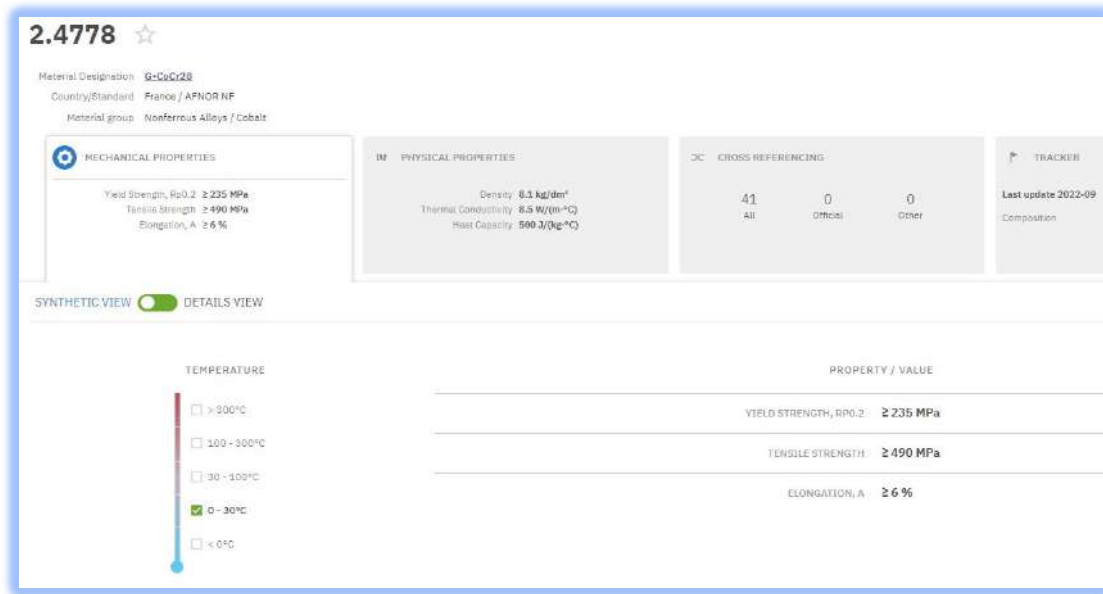 2.4778
Material Designation G-CoCr28
Country/Standard France / AFNOR NF
Material group Nonferrous Alloys / Cobalt
MECHANICAL PROPERTIES
Yield Strength, Rp0.2 ≥ 235 MPa
Tensile Strength ≥ 490 MPa
Elongation, A ≥ 6 %
PHYSICAL PROPERTIES
Density 8.1 kg/dm³
Thermal Conductivity 8.5 W/(m·°C)
Heat Capacity 500 J/(kg·°C)
CROSS REFERENCING
41 0 0
All Official Other
TRACKER
Last update 2022-09
Composition
SYNTHETIC VIEW DETAILS VIEW
TEMPERATURE
> 300°C
100 - 300°C
30 - 100°C
0 - 30°C
< 0°C
PROPERTY / VALUE
YIELD STRENGTH, RP0.2 ≥ 235 MPa
TENSILE STRENGTH ≥ 490 MPa
ELONGATION, A ≥ 6 %